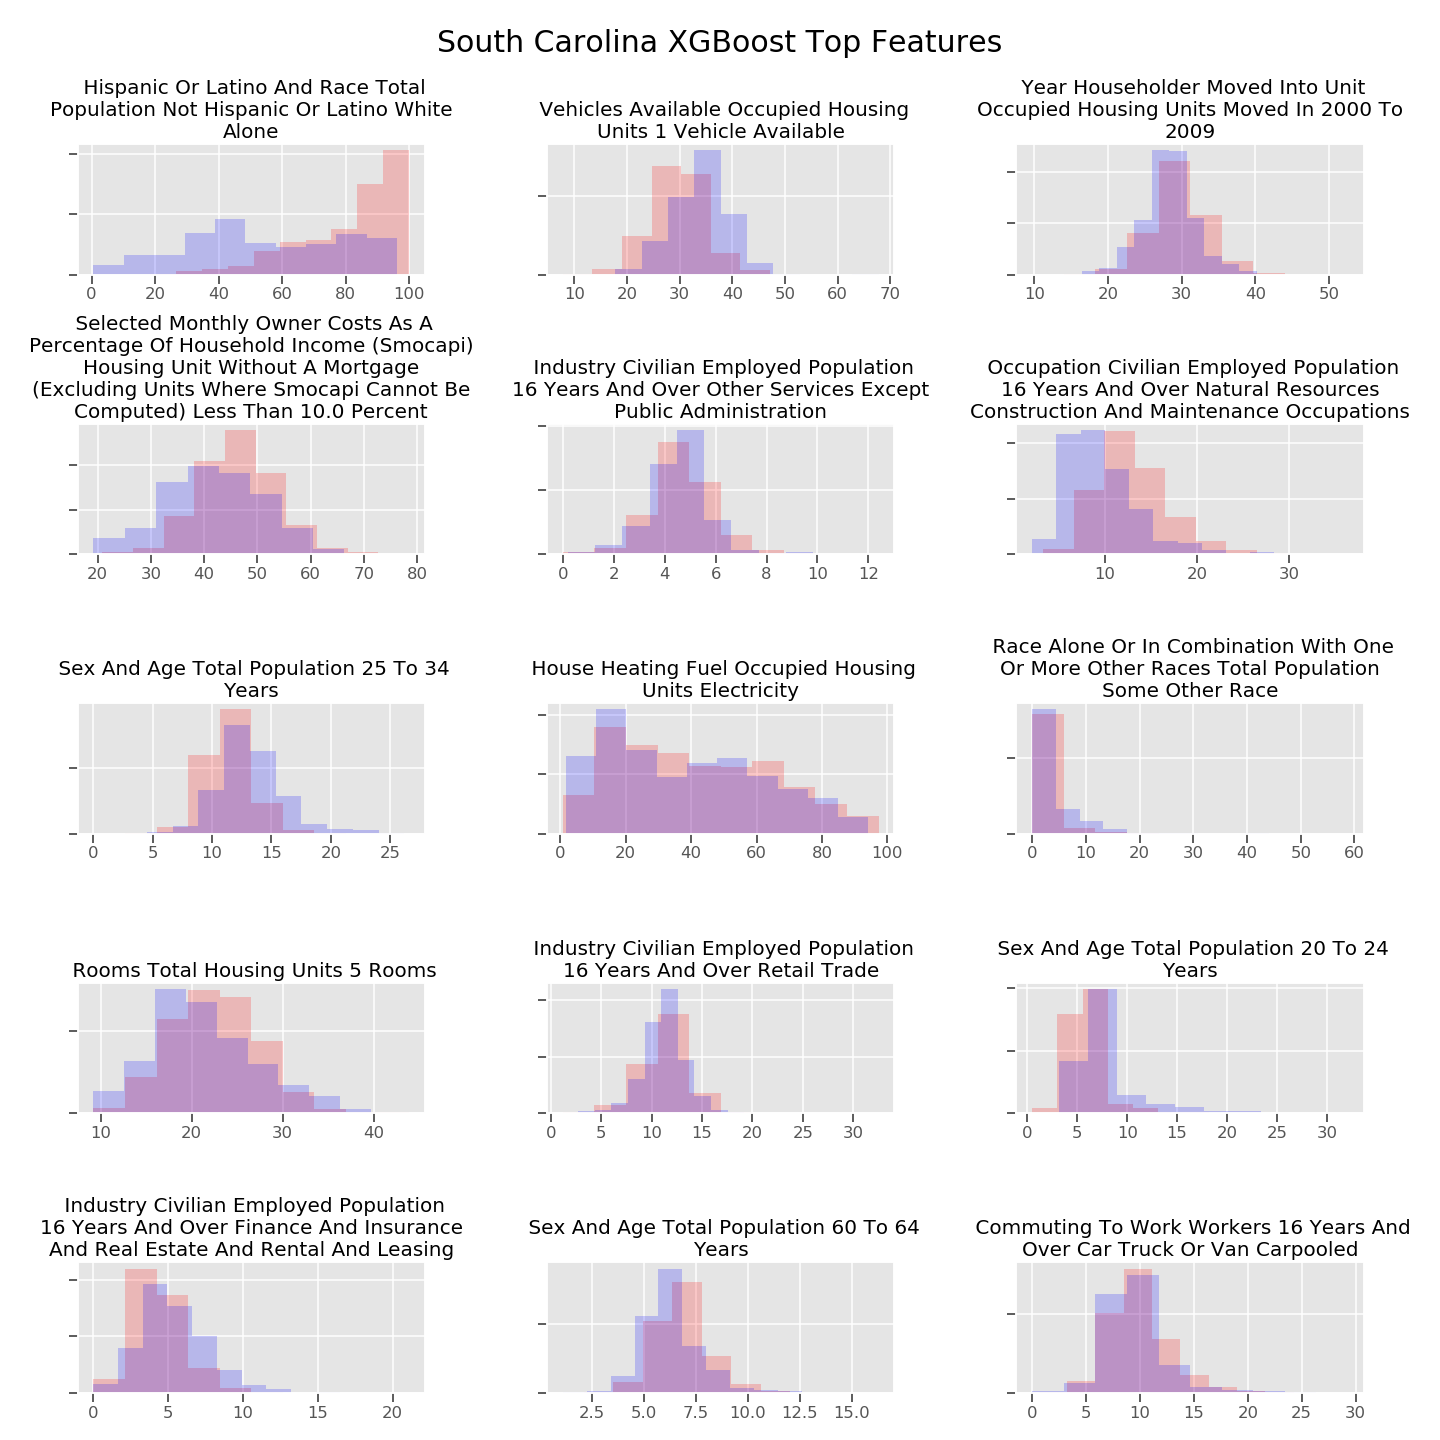 South Carolina XGBoost Top Features
Hispanic Or Latino And Race Total
Population Not Hispanic Or Latino White
Alone
0 20 40 60 80 100
Vehicles Available Occupied Housing
Units 1 Vehicle Available
10 20 30 40 50 60 70
Year Householder Moved Into Unit
Occupied Housing Units Moved In 2000 To
2009
10 20 30 40 50
Selected Monthly Owner Costs As A
Percentage Of Household Income (Smocapi)
Housing Unit Without A Mortgage
(Excluding Units Where Smocapi Cannot Be
Computed) Less Than 10.0 Percent
20 30 40 50 60 70 80
Industry Civilian Employed Population
16 Years And Over Other Services Except
Public Administration
0 2 4 6 8 10 12
Occupation Civilian Employed Population
16 Years And Over Natural Resources
Construction And Maintenance Occupations
10 20 30
Sex And Age Total Population 25 To 34
Years
0 5 10 15 20 25
House Heating Fuel Occupied Housing
Units Electricity
0 20 40 60 80 100
Race Alone Or In Combination With One
Or More Other Races Total Population
Some Other Race
0 10 20 30 40 50 60
Rooms Total Housing Units 5 Rooms
10 20 30 40
Industry Civilian Employed Population
16 Years And Over Retail Trade
0 5 10 15 20 25 30
Sex And Age Total Population 20 To 24
Years
0 5 10 15 20 25 30
Industry Civilian Employed Population
16 Years And Over Finance And Insurance
And Real Estate And Rental And Leasing
0 5 10 15 20
Sex And Age Total Population 60 To 64
Years
2.5 5.0 7.5 10.0 12.5 15.0
Commuting To Work Workers 16 Years And
Over Car Truck Or Van Carpooled
0 5 10 15 20 25 30